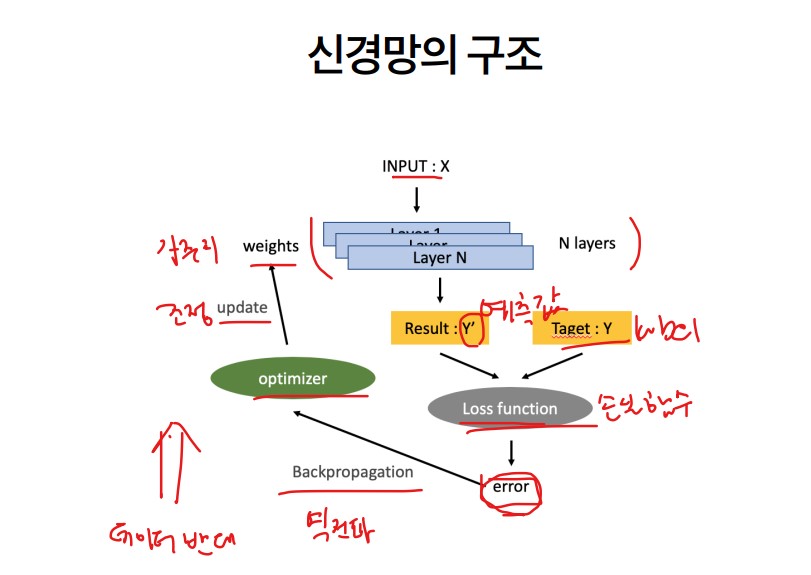 신경망의 구조
INPUT : X
Layer 1
Layer
Layer N
N layers
weights
가중치
조정
update
Result : Y'
예측값
Taget : Y
label
optimizer
Loss function
손실함수
Backpropagation
역전파
error
데이터 반대